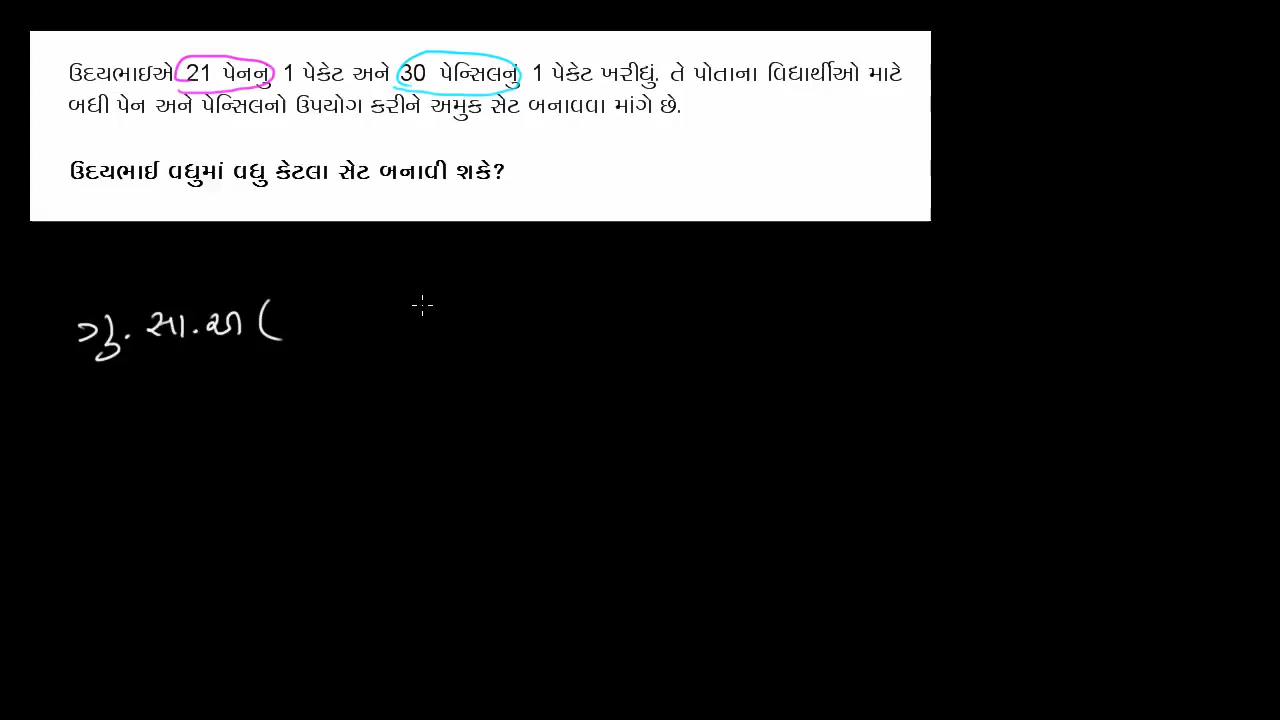 ઉદયભાઇએ 21 પેનનું 1 પેકેટ અને 30 પેન્સિલનું 1 પેકેટ ખરીધું. તે પોતાના વિદ્યાર્થીઓ માટે
બધી પેન અને પેન્સિલનો ઉપયોગ કરીને અમુક સેટ બનાવવા માંગે છે.
ઉદયભાઈ વધુમાં વધુ કેટલા સેટ બનાવી શકે?
ગુ. સા. અ (